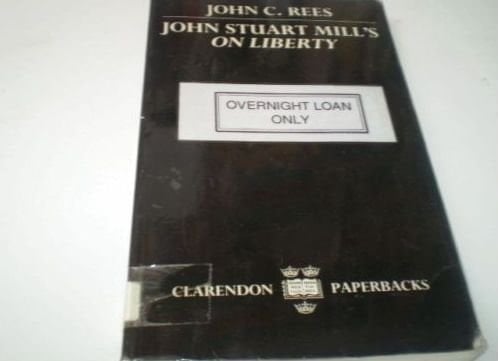 JOHN C. REES
JOHN STUART MILL'S
ON LIBERTY
OVERNIGHT LOAN
ONLY
CLARENDON PAPERBACKS